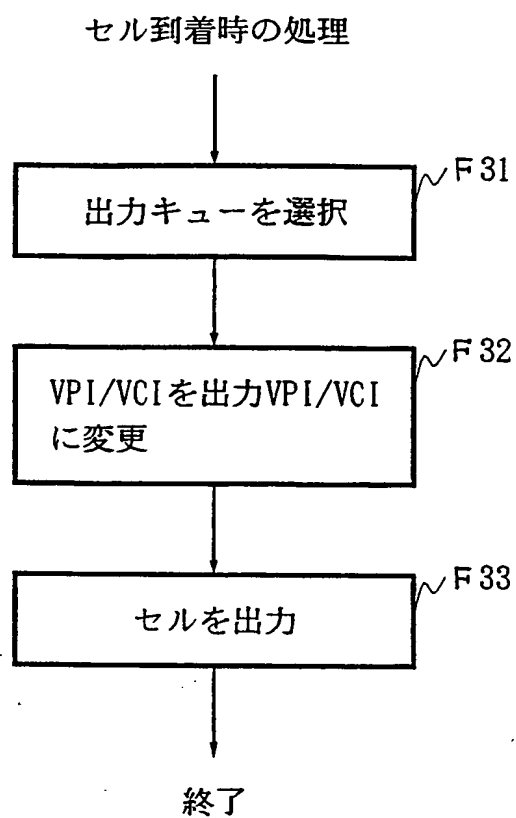 セル到着時の処理
F31
出力キューを選択
F32
VPI/VCIを出力VPI/VCI
に変更
F33
セルを出力
終了